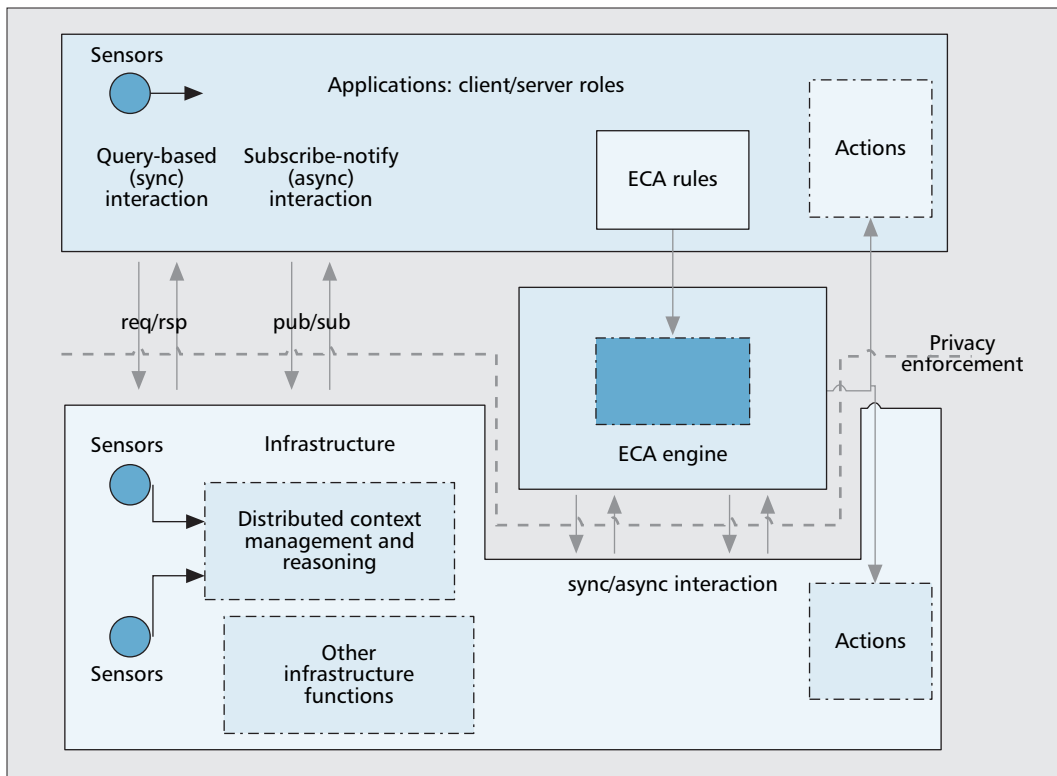 Sensors
Applications: client/server roles
Query-based
(sync)
interaction
Subscribe-notify
(async)
interaction
ECA rules
Actions
req/rsp
pub/sub
Privacy
enforcement
ECA engine
Sensors
Infrastructure
Distributed context
management and
reasoning
sync/async interaction
Sensors
Other
infrastructure
functions
Actions